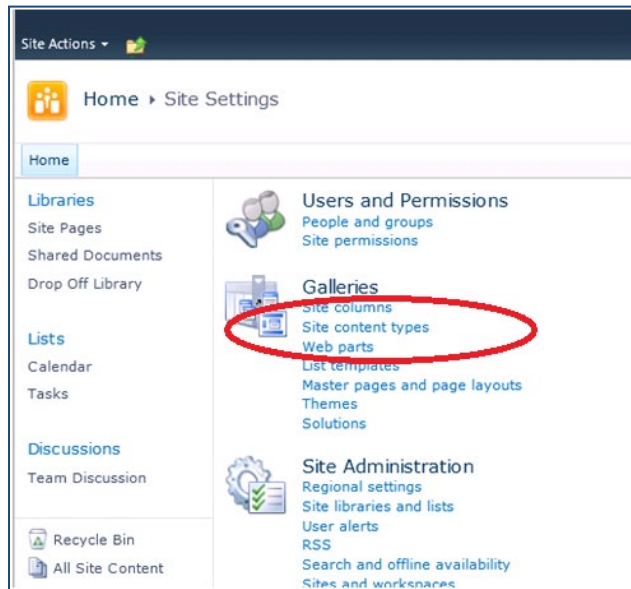 Site Actions
Home ▸ Site Settings
Home
Libraries
Site Pages
Shared Documents
Drop Off Library
Lists
Calendar
Tasks
Discussions
Team Discussion
Recycle Bin
All Site Content
Users and Permissions
People and groups
Site permissions
Galleries
Site columns
Site content types
Web parts
List templates
Master pages and page layouts
Themes
Solutions
Site Administration
Regional settings
Site libraries and lists
User alerts
RSS
Search and offline availability
Sites and workspaces